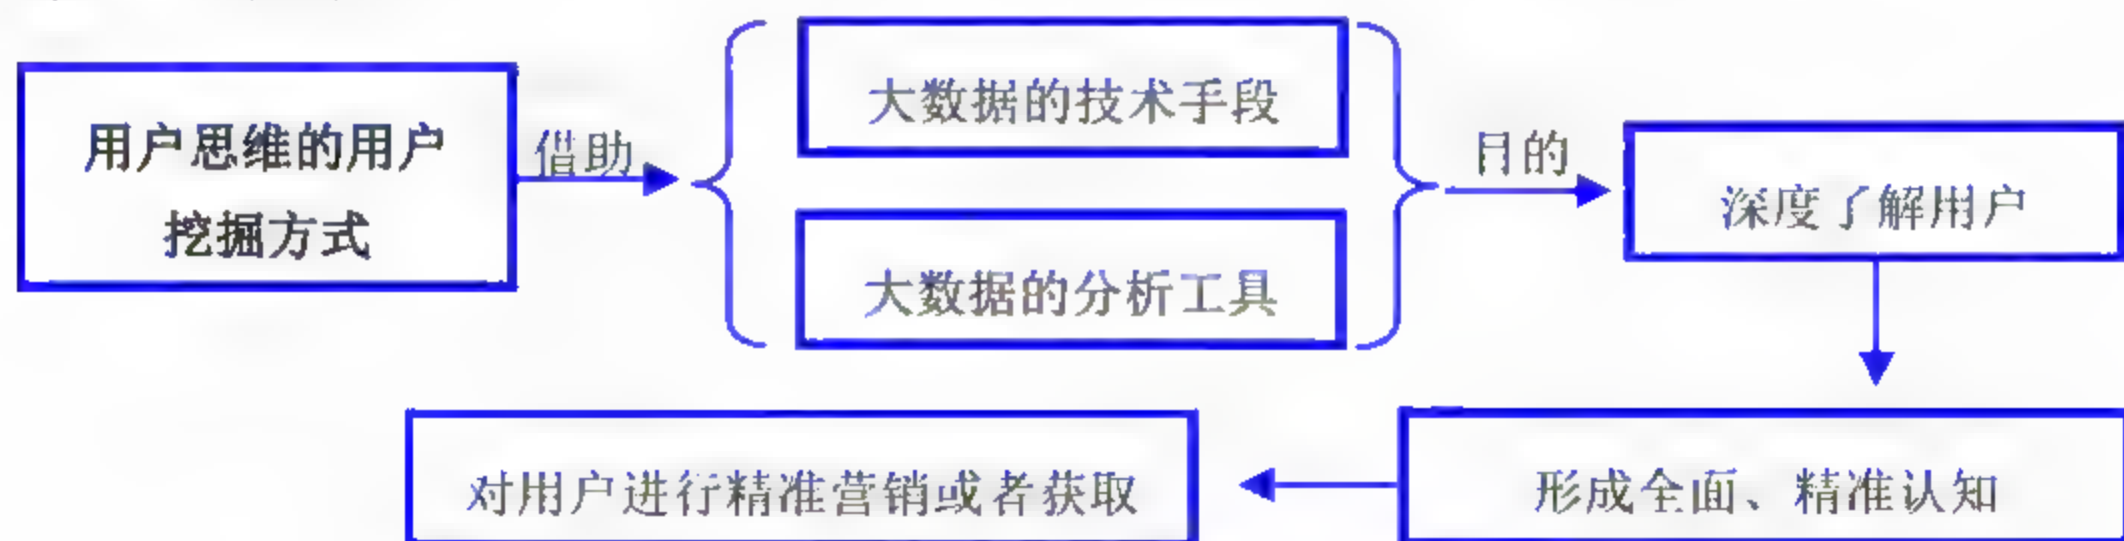 用户思维的用户
挖掘方式
借助
大数据的技术手段
大数据的分析工具
目的
深度了解用户
形成全面、精准认知
对用户进行精准营销或者获取